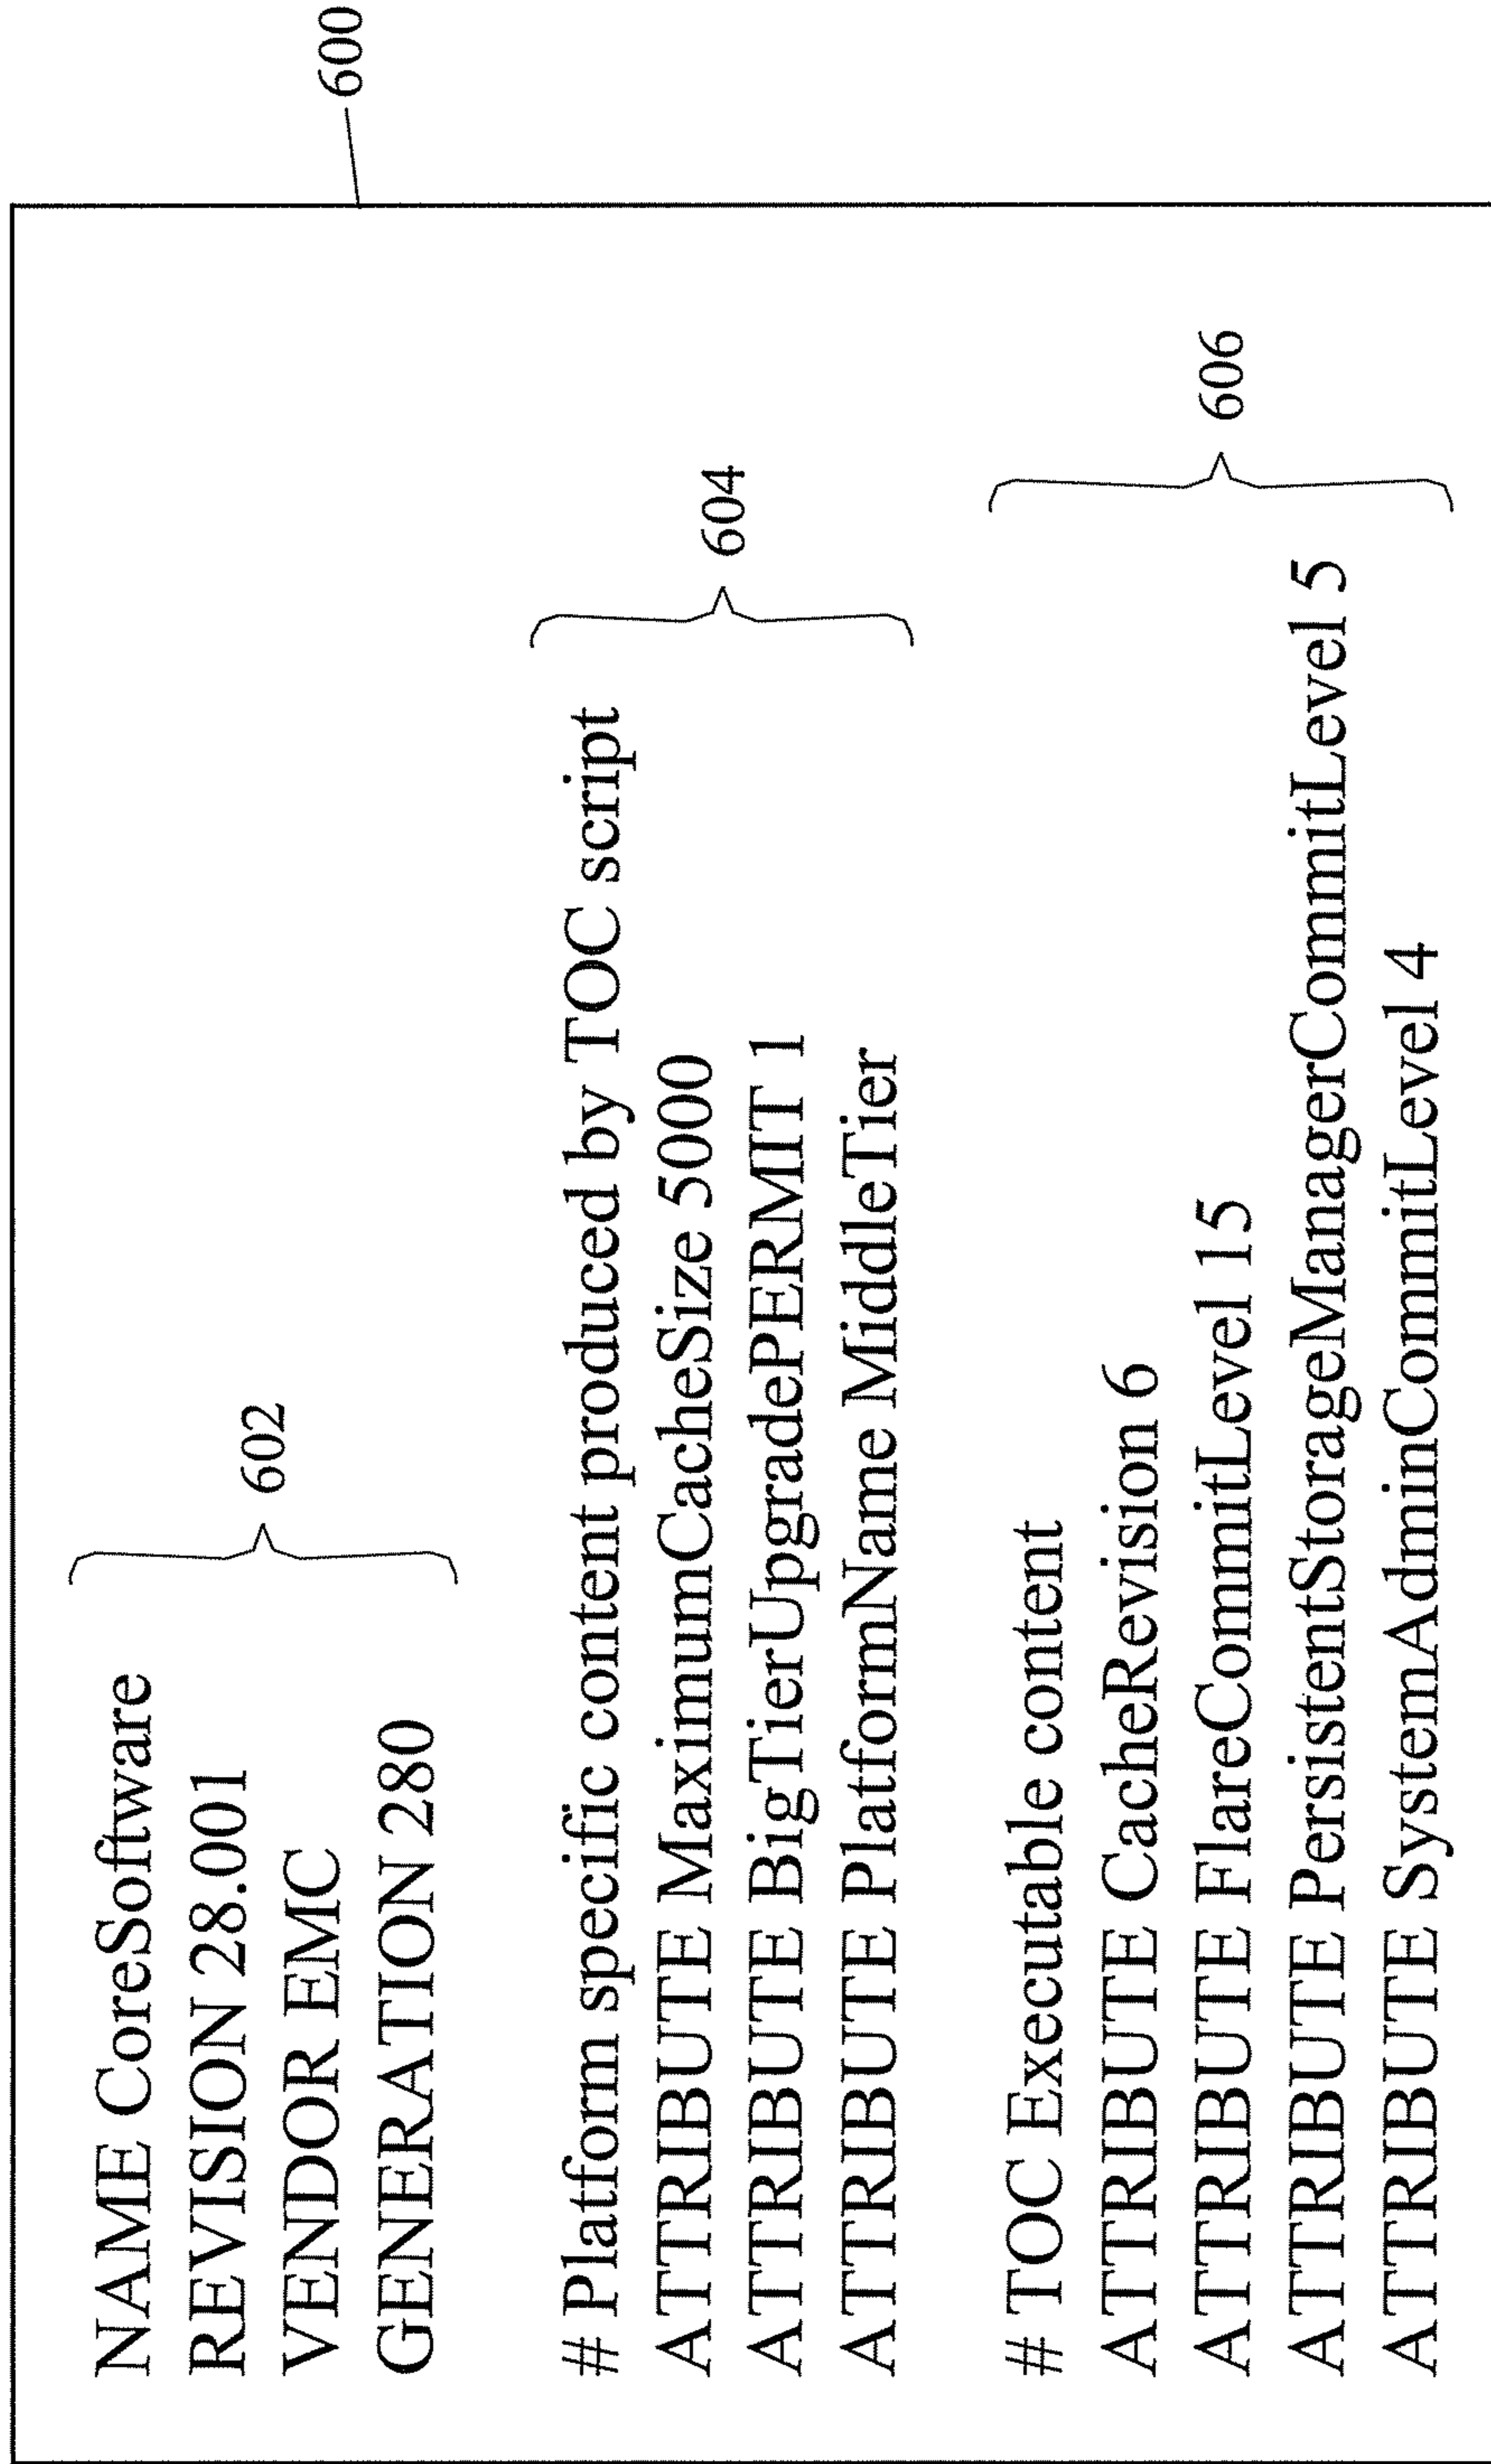 600
NAME CoreSoftware
REVISION 28.001
VENDOR EMC
GENERATION 280
602
# Platform specific content produced by TOC script
ATTRIBUTE MaximumCacheSize 5000
ATTRIBUTE BigTierUpgradePERMIT 1
ATTRIBUTE PlatformName MiddleTier
604
# TOC Executable content
ATTRIBUTE CacheRevision 6
ATTRIBUTE FlareCommitLevel 15
ATTRIBUTE PersistentStorageManagerCommitLevel 5
ATTRIBUTE SystemAdminCommitLevel 4
606